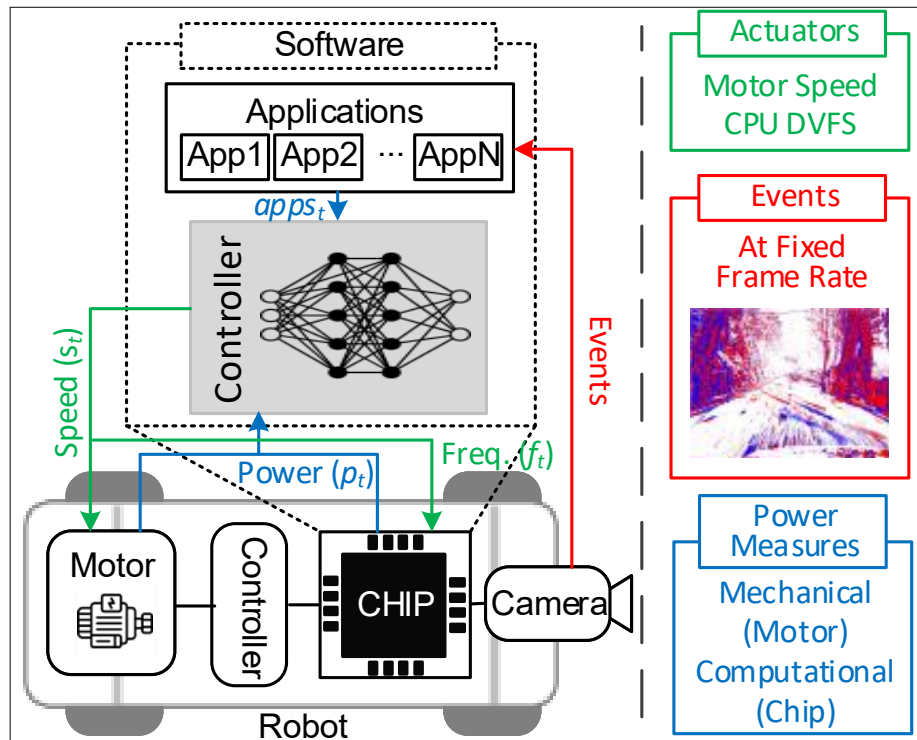 Software
Applications
App1 App2 ... AppN
apps_t
Controller
Speed (s_t)
Power (p_t)
Freq. (f_t)
Events
Motor
Controller
CHIP
Camera
Robot
Actuators
Motor Speed
CPU DVFS
Events
At Fixed
Frame Rate
Power
Measures
Mechanical
(Motor)
Computational
(Chip)